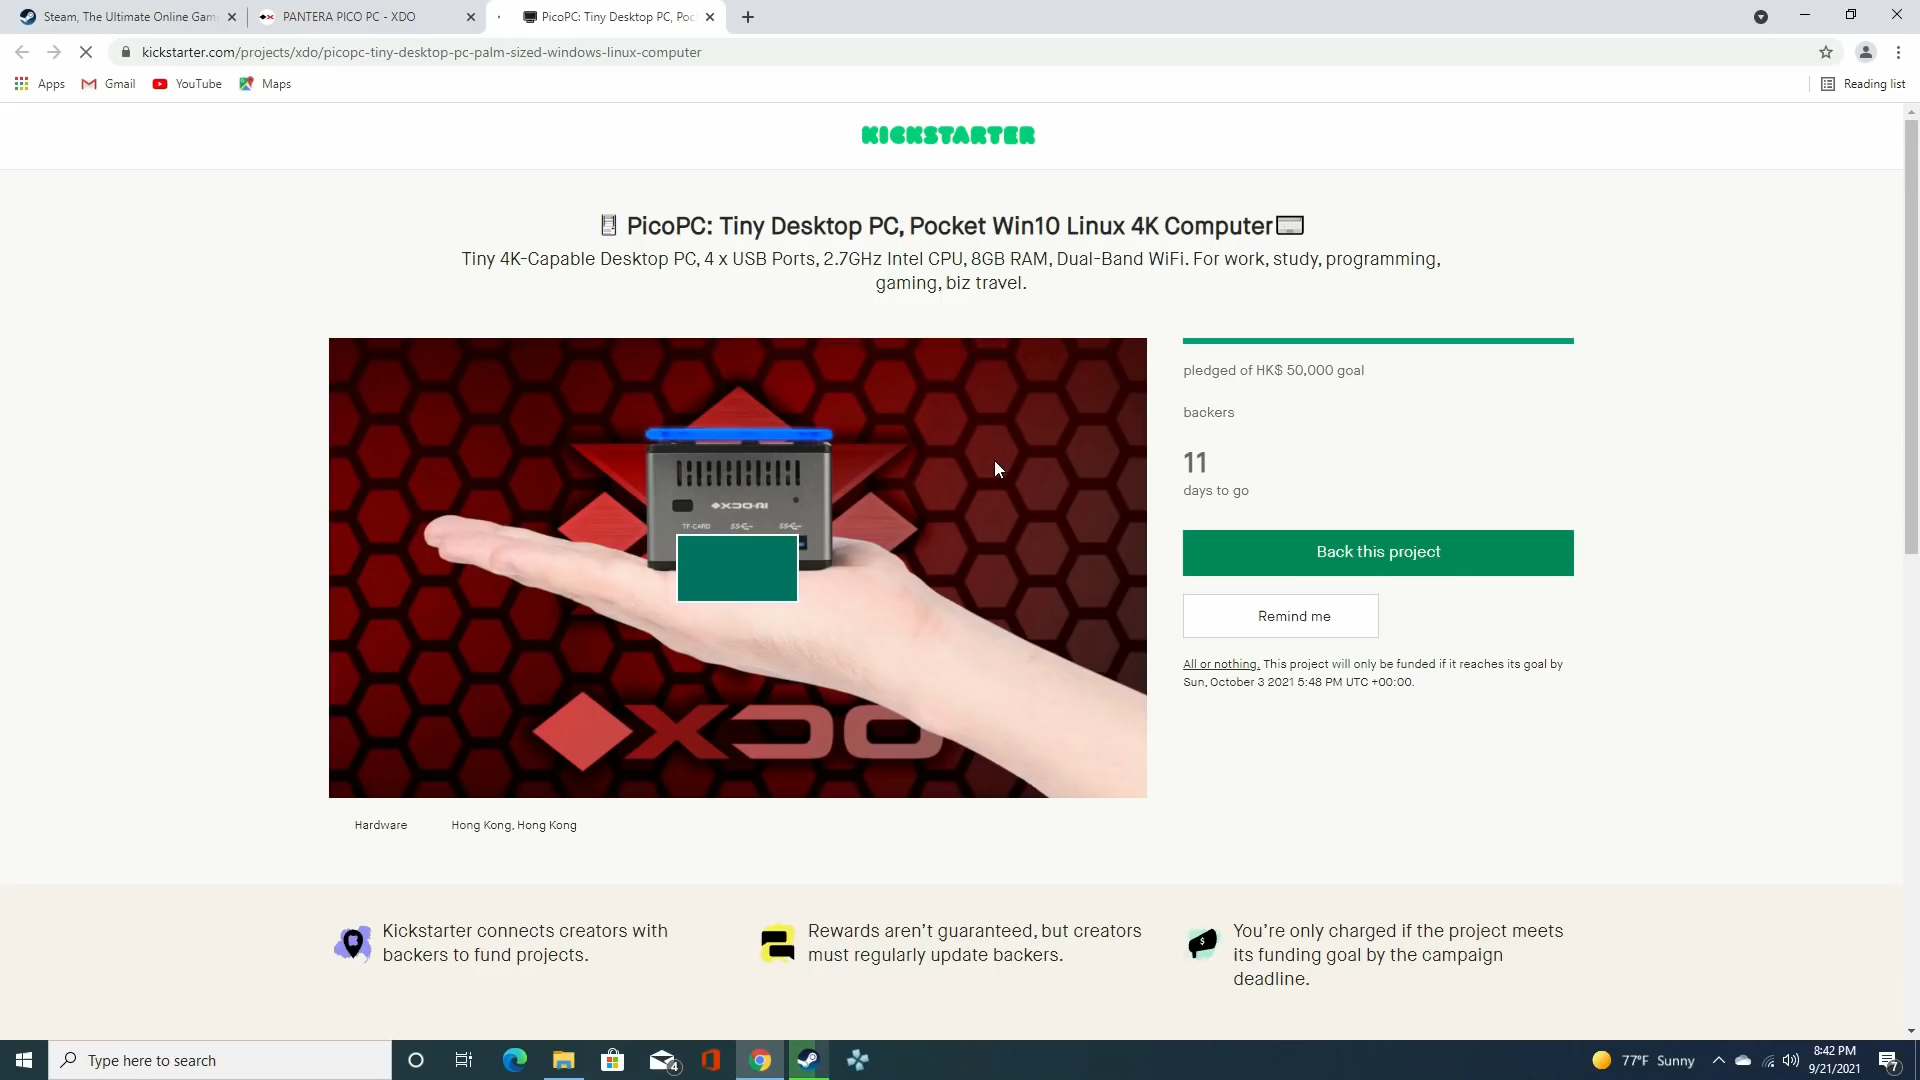 Steam, The Ultimate Online Gam
PANTERA PICO PC - XDO
PicoPC: Tiny Desktop PC, Poc
kickstarter.com/projects/xdo/picopc-tiny-desktop-pc-palm-sized-windows-linux-computer
Apps Gmail YouTube Maps Reading list
KICKSTARTER
PicoPC: Tiny Desktop PC, Pocket Win10 Linux 4K Computer
Tiny 4K-Capable Desktop PC, 4 x USB Ports, 2.7GHz Intel CPU, 8GB RAM, Dual-Band WiFi. For work, study, programming,
gaming, biz travel.
XDO-AI
TF-CARD
XDO
pledged of HK$ 50,000 goal
backers
11
days to go
Back this project
Remind me
All or nothing. This project will only be funded if it reaches its goal by
Sun, October 3 2021 5:48 PM UTC +00:00.
Hardware Hong Kong, Hong Kong
Kickstarter connects creators with
backers to fund projects.
Rewards aren't guaranteed, but creators
must regularly update backers.
You're only charged if the project meets
its funding goal by the campaign
deadline.
Type here to search
4
77°F Sunny
8:42 PM
9/21/2021
7